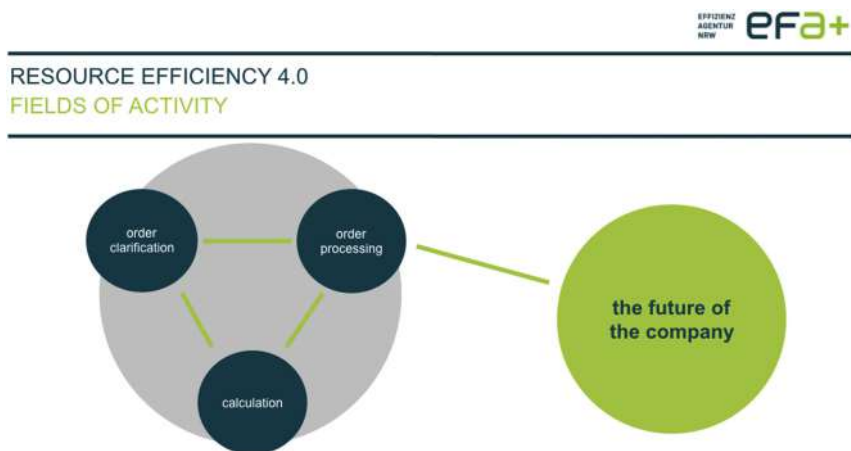 EFFIZIENZ
AGENTUR
NRW
efa+
RESOURCE EFFICIENCY 4.0
FIELDS OF ACTIVITY
order
clarification
order
processing
the future of
the company
calculation